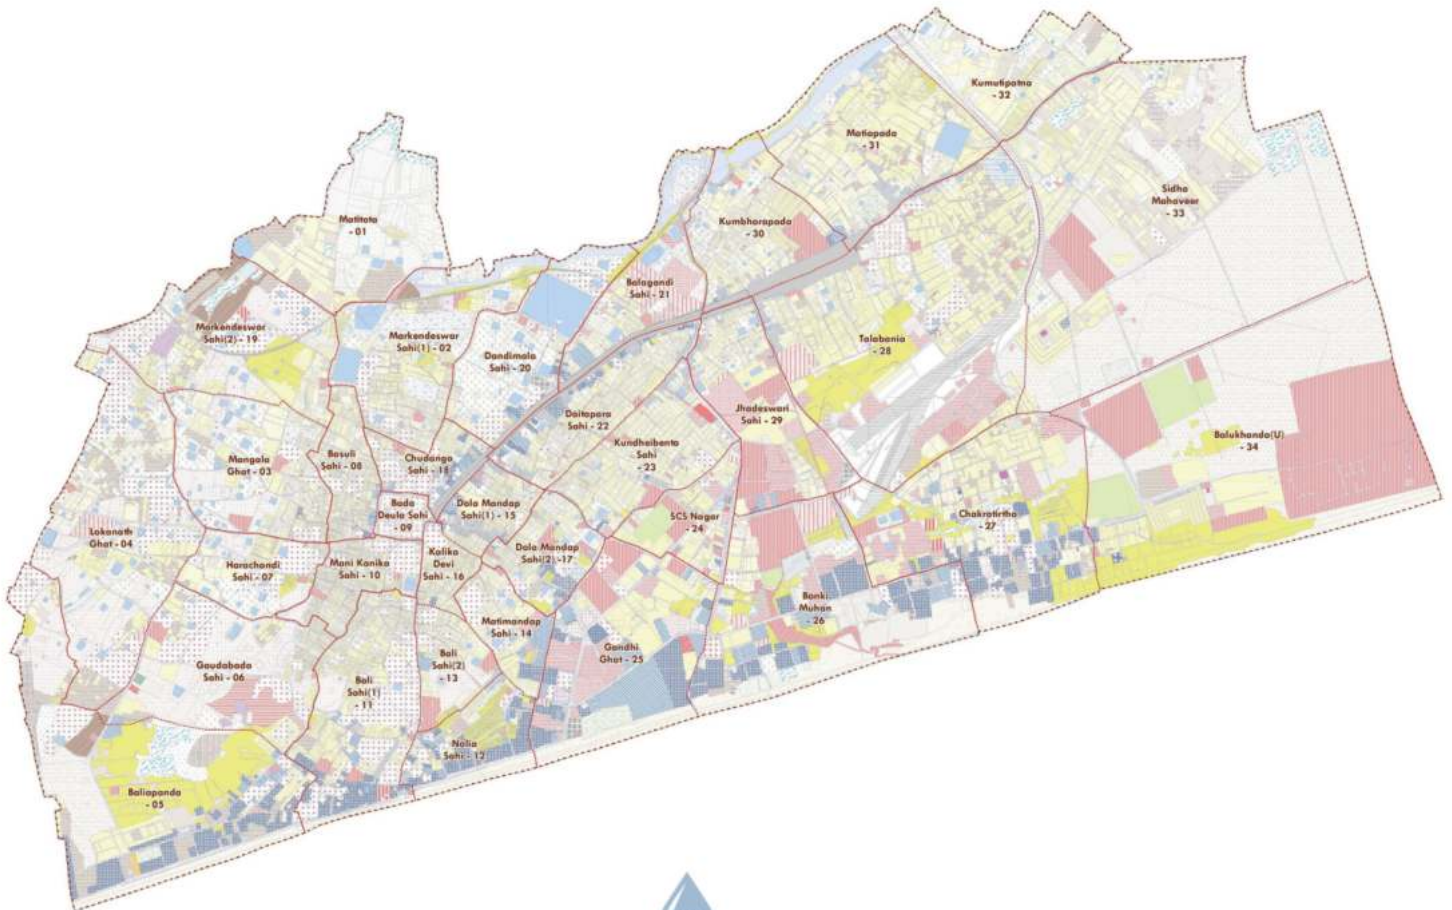 Kumutipatna
- 32
Matiapada
- 31
Sidha
Mahaveer
- 33
Matitota
- 01
Kumbharapada
- 30
Balagandi
Sahi - 21
Markendeswar
Sahi(2) - 19
Markendeswar
Sahi(1) - 02
Dandimala
Sahi - 20
Talabania
- 28
Daitapara
Sahi - 22
Jhadeswari
Sahi - 29
Kundheibenta
Sahi
- 23
Balukhanda(U)
- 34
Mangala
Ghat - 03
Basuli
Sahi - 08
Chudanga
Sahi - 18
Bada
Deula Sahi
- 09
Dola Mandap
Sahi(1) - 15
SCS Nagar
- 24
Chakratirtha
- 27
Lokanath
Ghat - 04
Harachandi
Sahi - 07
Mani Kanika
Sahi - 10
Kalika
Devi
Sahi - 16
Dola Mandap
Sahi(2) -17
Banki
Muhan
- 26
Matimandap
Sahi - 14
Gaudabada
Sahi - 06
Bali
Sahi(2)
- 13
Gandhi
Ghat - 25
Bali
Sahi(1)
- 11
Nolia
Sahi - 12
Baliapanda
- 05